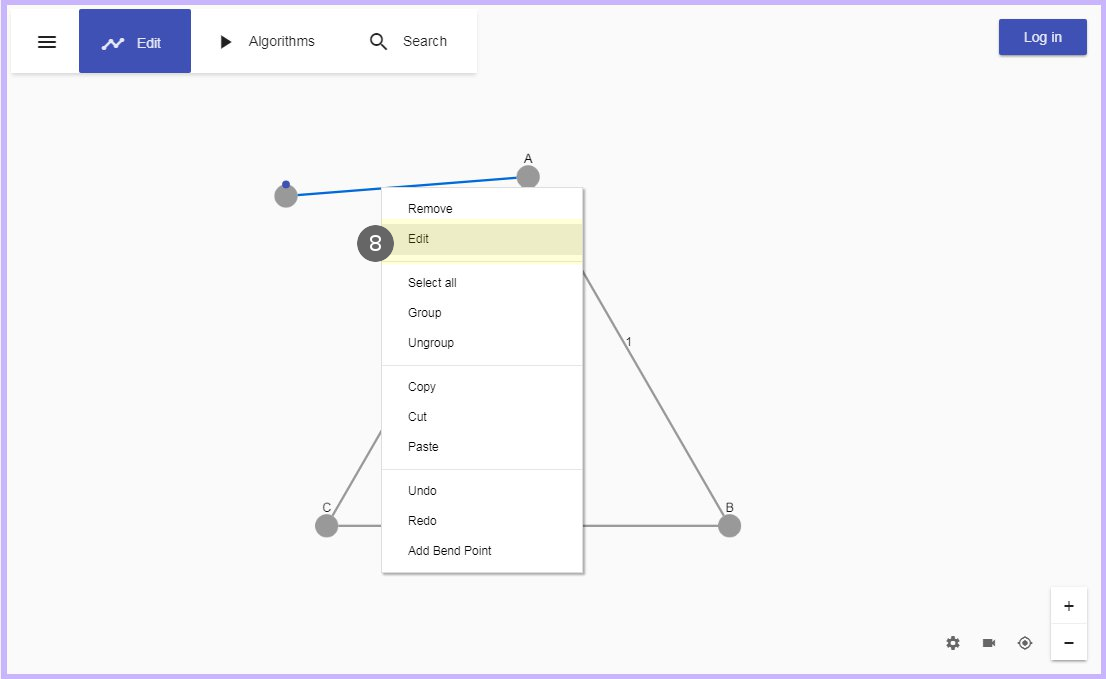 Edit
Algorithms
Search
Log in
A
Remove
8
Edit
Select all
Group
Ungroup
1
Copy
Cut
Paste
Undo
C
B
Redo
Add Bend Point
+
−